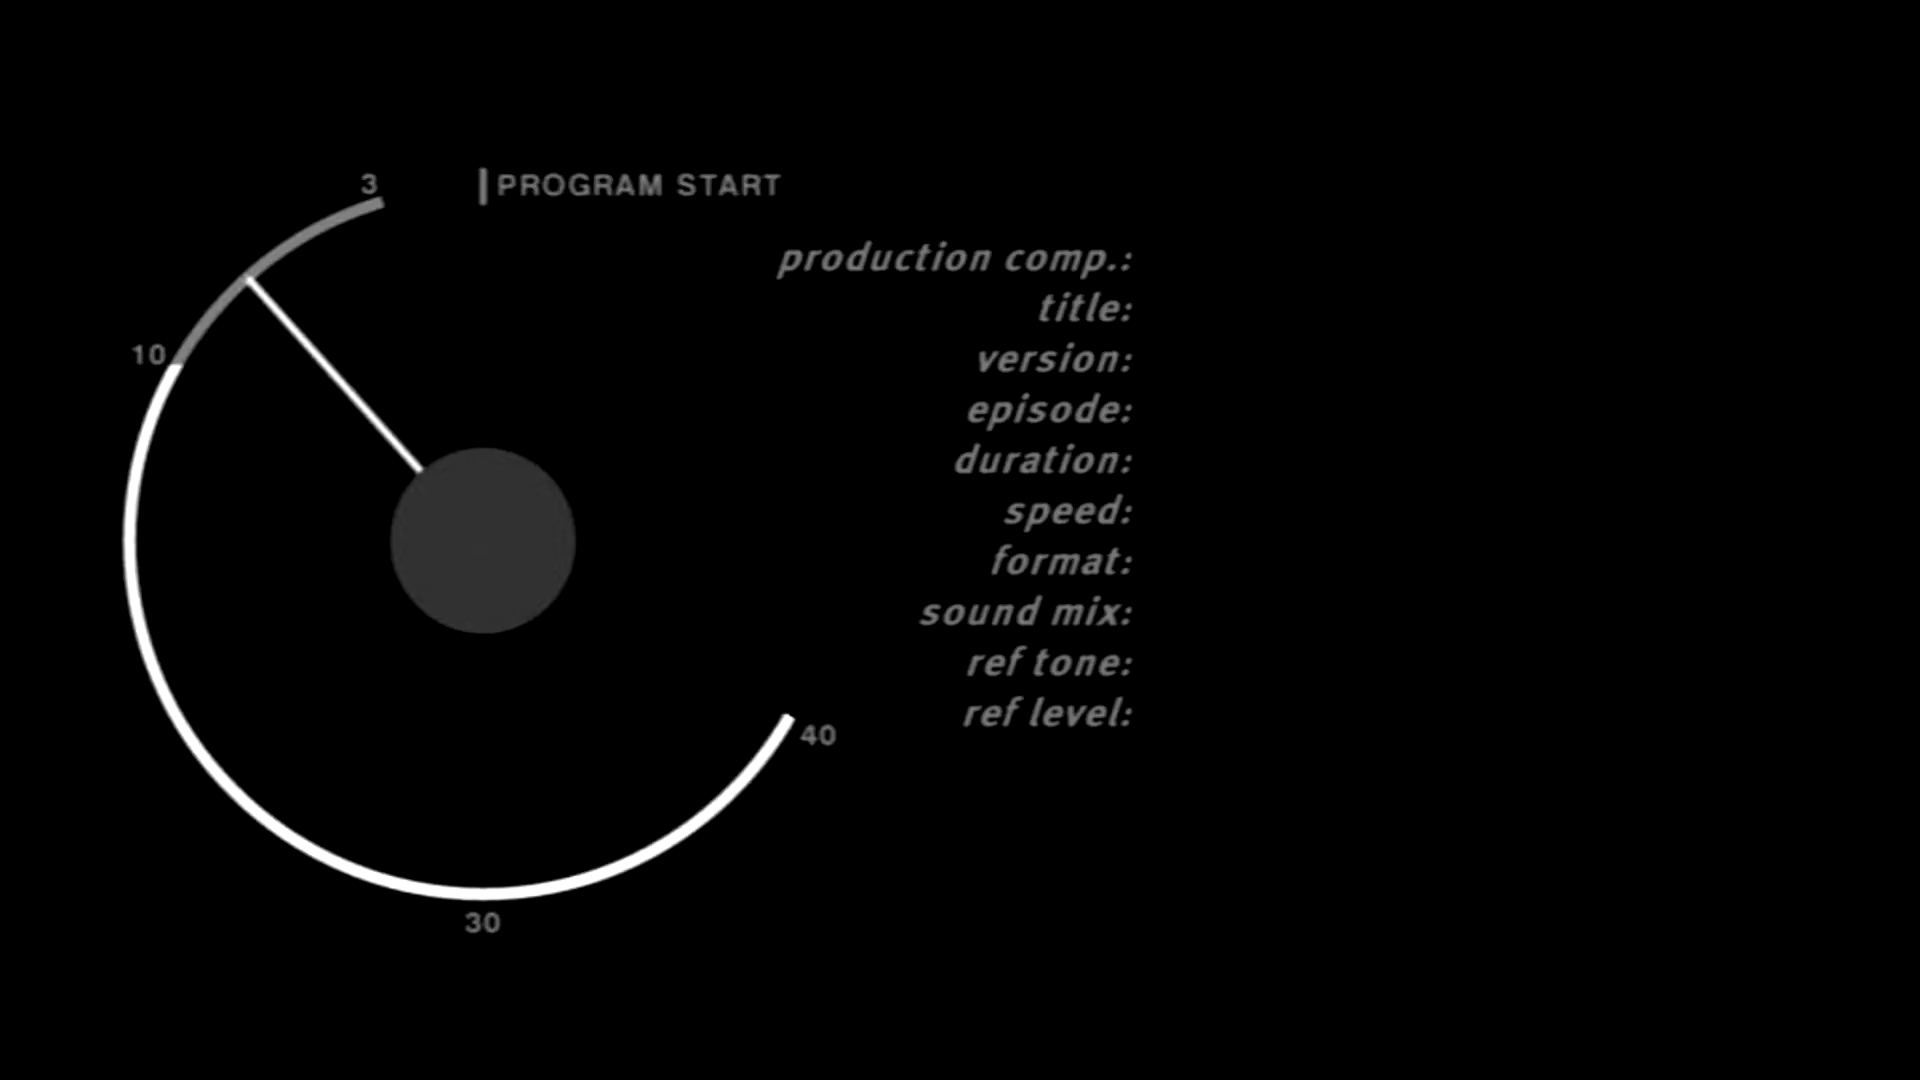 3
PROGRAM START
production comp.:
title:
10
version:
episode:
duration:
speed:
format:
sound mix:
ref tone:
ref level:
40
30